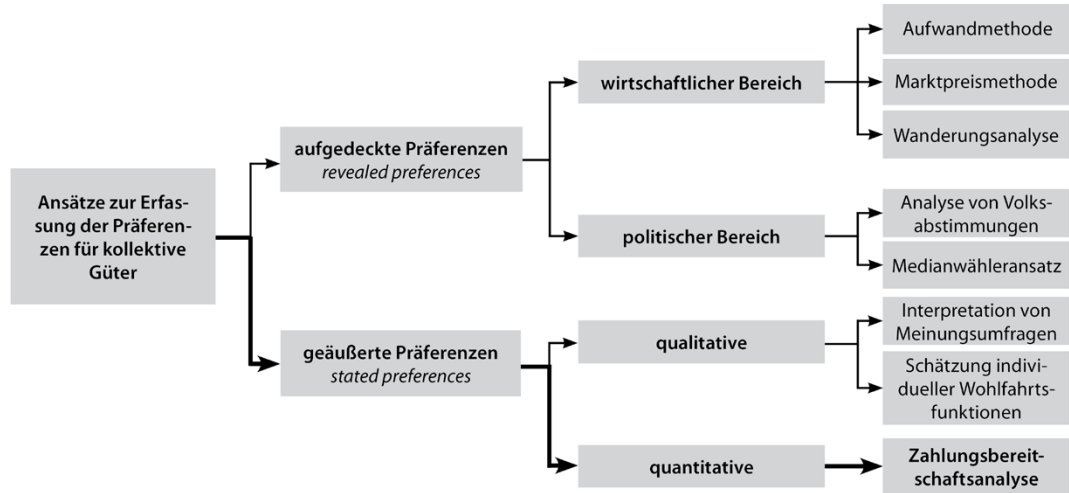 Ansätze zur Erfas-
sung der Präferen-
zen für kollektive
Güter
aufgedeckte Präferenzen
revealed preferences
wirtschaftlicher Bereich
Aufwandmethode
Marktpreismethode
Wanderungsanalyse
politischer Bereich
Analyse von Volks-
abstimmungen
Medianwähleransatz
geäußerte Präferenzen
stated preferences
qualitative
Interpretation von
Meinungsumfragen
Schätzung indivi-
dueller Wohlfahrts-
funktionen
quantitative
Zahlungsbereit-
schaftsanalyse